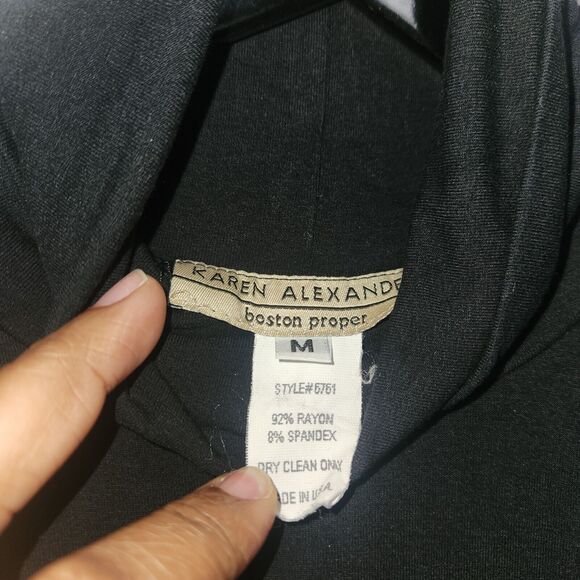 KAREN ALEXANDE
boston proper
M
STYLE#6761
92% RAYON
8% SPANDEX
DRY CLEAN ONLY
ADE IN USA